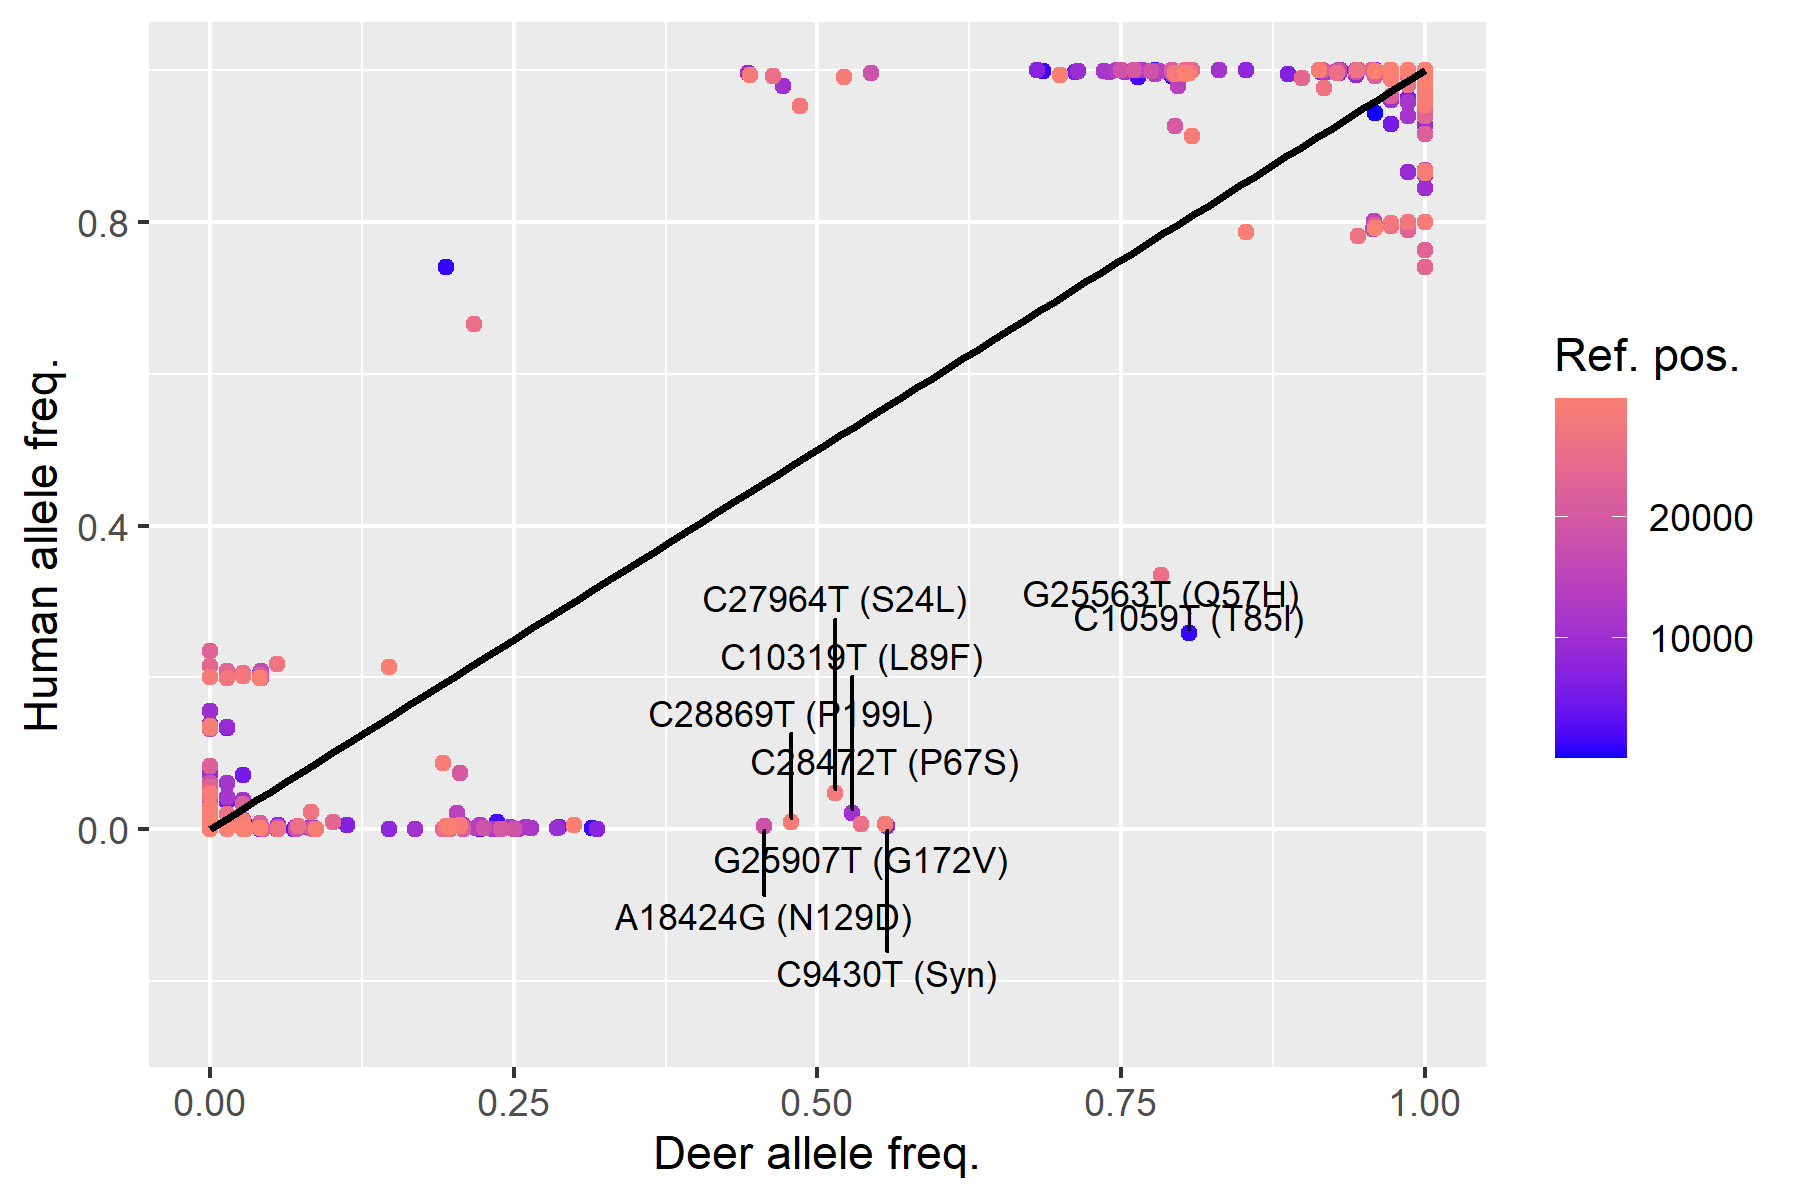 Human allele freq.
0.8
0.4
0.0
C27964T (S24L)
G25563T (Q57H)
C1059T (T85I)
C10319T (L89F)
C28869T (P199L)
C28472T (P67S)
G25907T (G172V)
A18424G (N129D)
C9430T (Syn)
0.00
0.25
0.50
0.75
1.00
Deer allele freq.
Ref. pos.
20000
10000